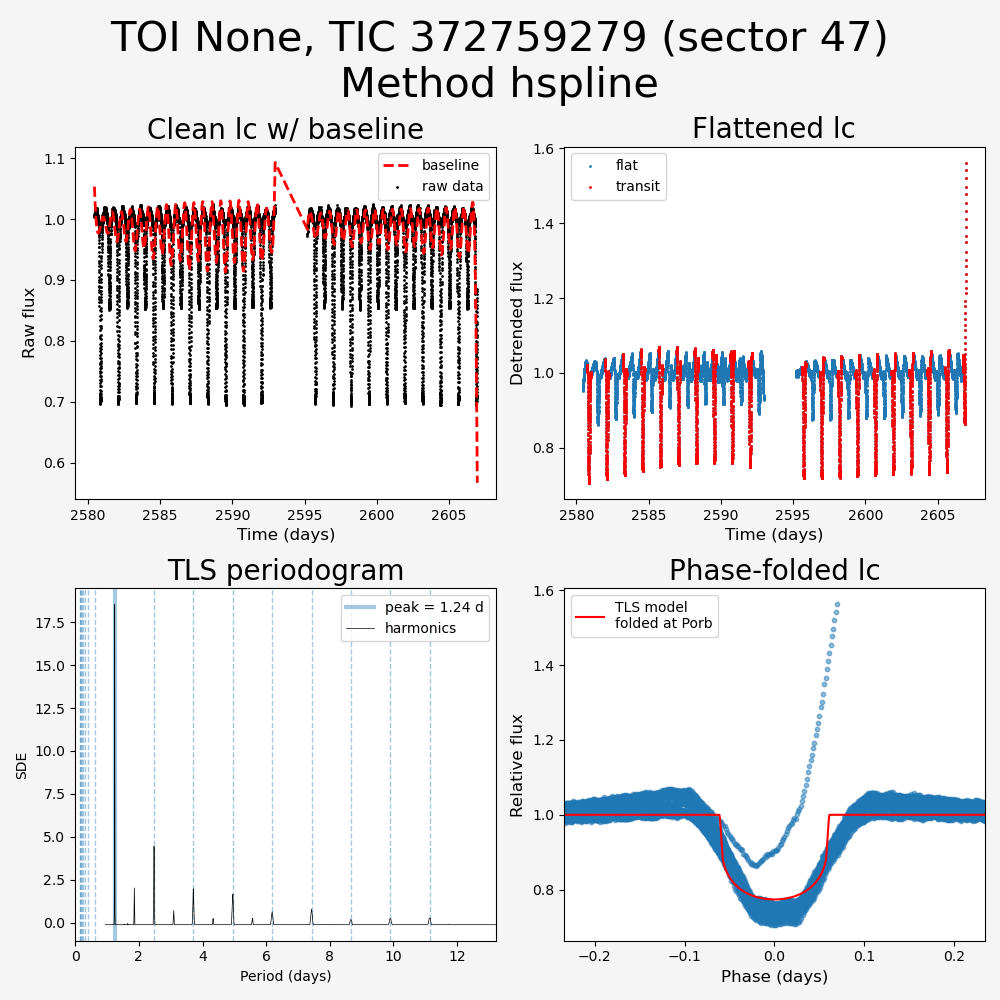 TOI None, TIC 372759279 (sector 47)
Method hspline
Clean lc w/ baseline
Flattened lc
1.1
1.0
0.9
0.8
0.7
0.6
Raw flux
baseline
raw data
2580
2585
2590
2595
2600
2605
Time (days)
1.6
1.4
1.2
1.0
0.8
Detrended flux
flat
transit
2580
2585
2590
2595
2600
2605
Time (days)
TLS periodogram
Phase-folded lc
17.5
15.0
12.5
10.0
7.5
5.0
2.5
0.0
SDE
peak = 1.24 d
harmonics
0
2
4
6
8
10
12
Period (days)
1.6
1.4
1.2
1.0
0.8
Relative flux
TLS model
folded at Porb
−0.2
−0.1
0.0
0.1
0.2
Phase (days)